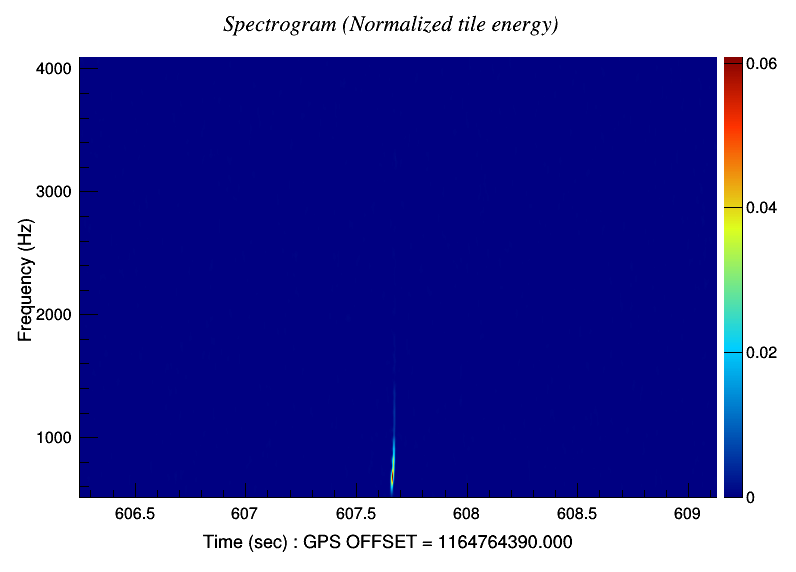 Spectrogram (Normalized tile energy)
4000
3000
2000
1000
Frequency (Hz)
0.06
0.04
0.02
0
606.5 607 607.5 608 608.5 609
Time (sec) : GPS OFFSET = 1164764390.000